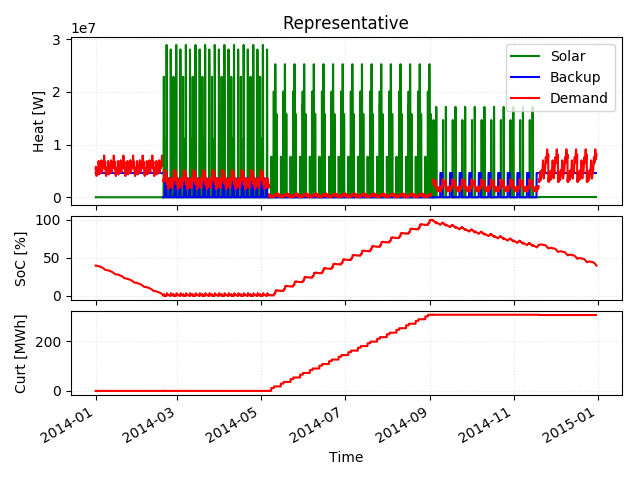 Representative
1e7
3
2
1
0
Heat [W]
Solar
Backup
Demand
100
50
0
SoC [%]
200
0
Curt [MWh]
2014-01
2014-03
2014-05
2014-07
2014-09
2014-11
2015-01
Time